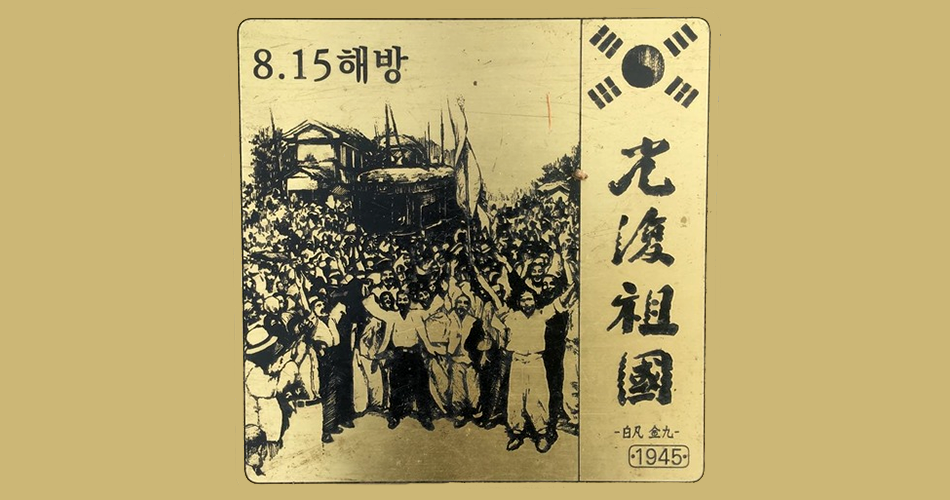 8.15해방
光復祖國
-白凡 金九-
·1945·